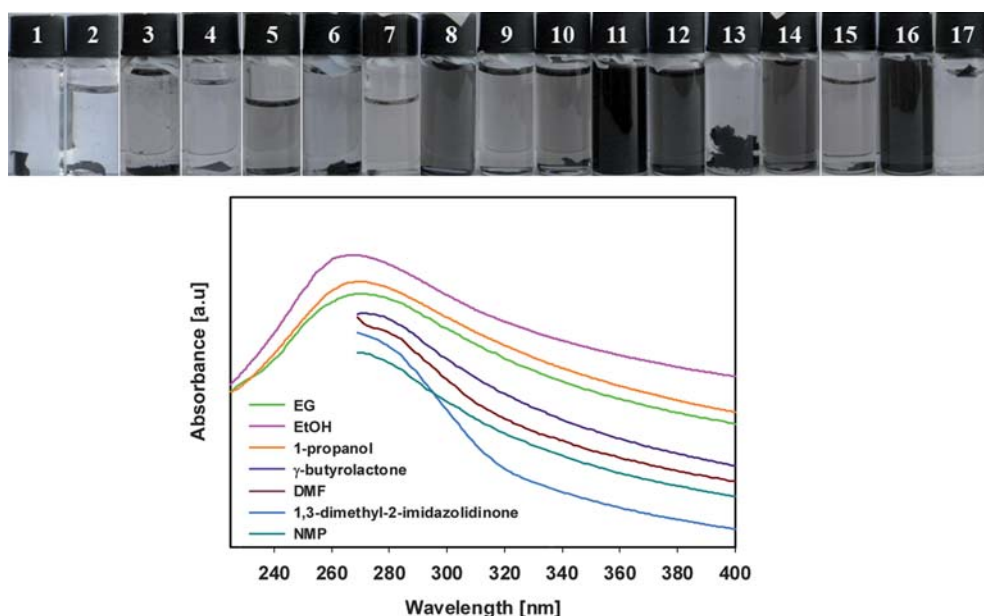 1 2 3 4 5 6 7 8 9 10 11 12 13 14 15 16 17
Absorbance [a.u]
EG
EtOH
1-propanol
γ-butyrolactone
DMF
1,3-dimethyl-2-imidazolidinone
NMP
240 260 280 300 320 340 360 380 400
Wavelength [nm]